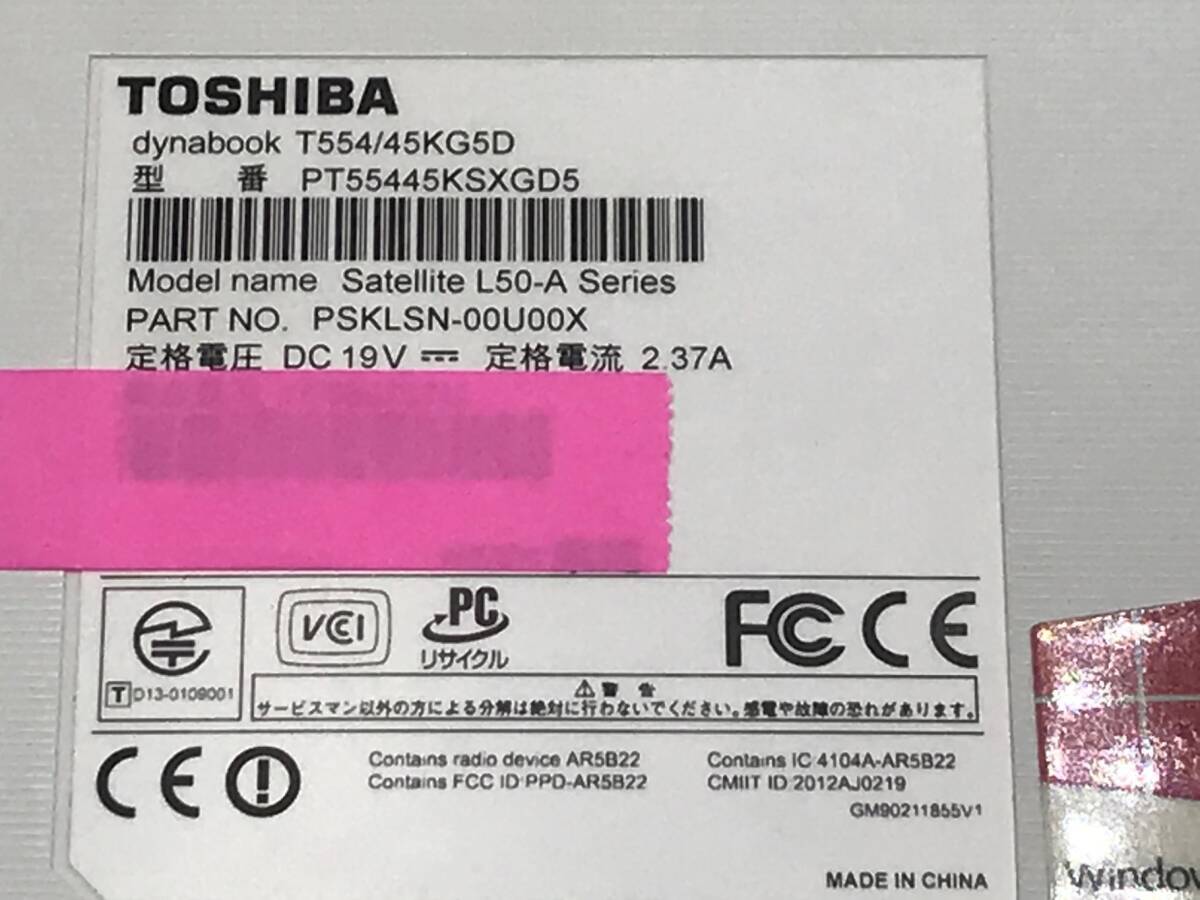 TOSHIBA
dynabook T554/45KG5D
型 番 PT55445KSXGD5
Model name Satellite L50-A Series
PART NO. PSKLSN-00U00X
定格電圧 DC 19V ⎓ 定格電流 2.37A
VCCI
PC
リサイクル
FC CE
T D13-0109001
⚠警 告
サービスマン以外の方による分解は絶対に行わないでください。感電や故障の恐れがあります。
CE
Contains radio device AR5B22
Contains FCC ID PPD-AR5B22
Contains IC 4104A-AR5B22
CMIIT ID 2012AJ0219
GM90211855V1
MADE IN CHINA